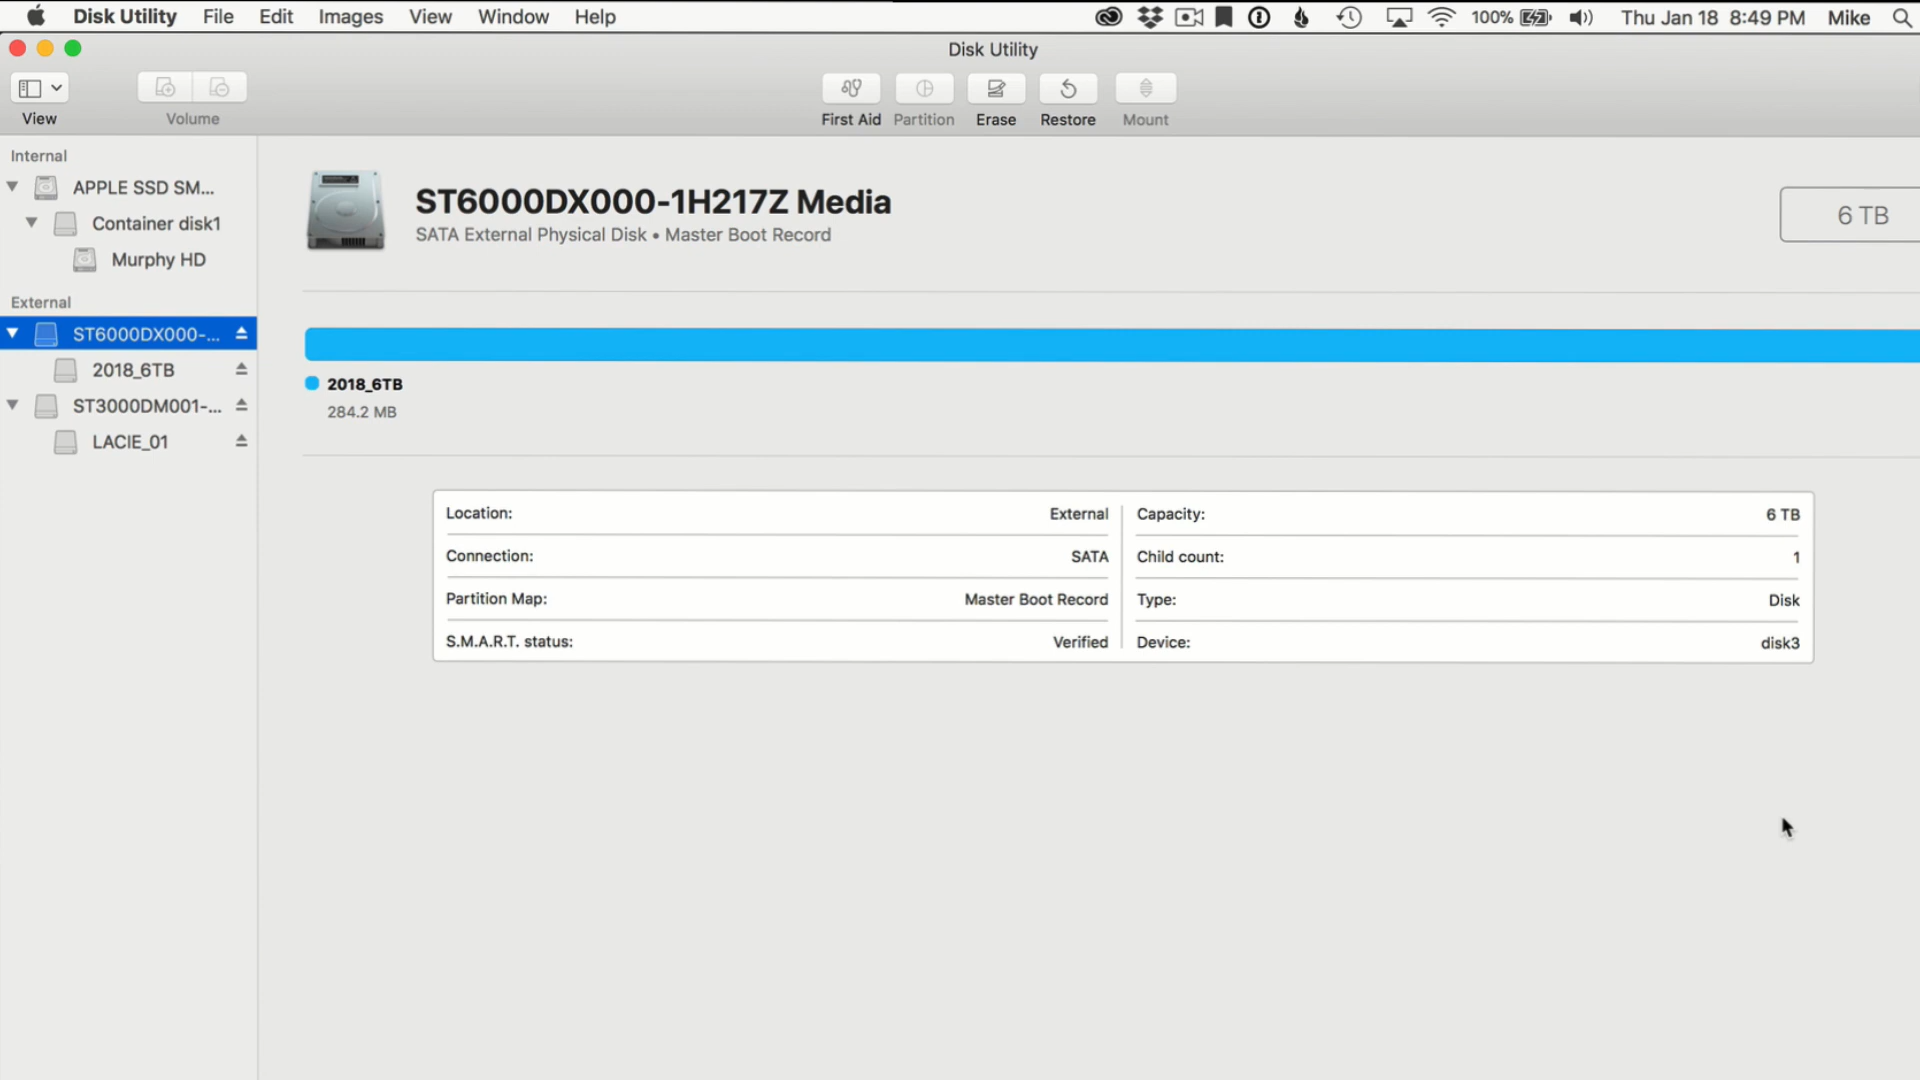 Disk Utility File Edit Images View Window Help 100% Thu Jan 18 8:49 PM Mike
Disk Utility
View Volume First Aid Partition Erase Restore Mount
Internal
APPLE SSD SM...
Container disk1
Murphy HD
External
ST6000DX000-...
2018_6TB
ST3000DM001-...
LACIE_01
ST6000DX000-1H217Z Media
SATA External Physical Disk • Master Boot Record
6 TB
2018_6TB
284.2 MB
Location: External
Connection: SATA
Partition Map: Master Boot Record
S.M.A.R.T. status: Verified
Capacity: 6 TB
Child count: 1
Type: Disk
Device: disk3